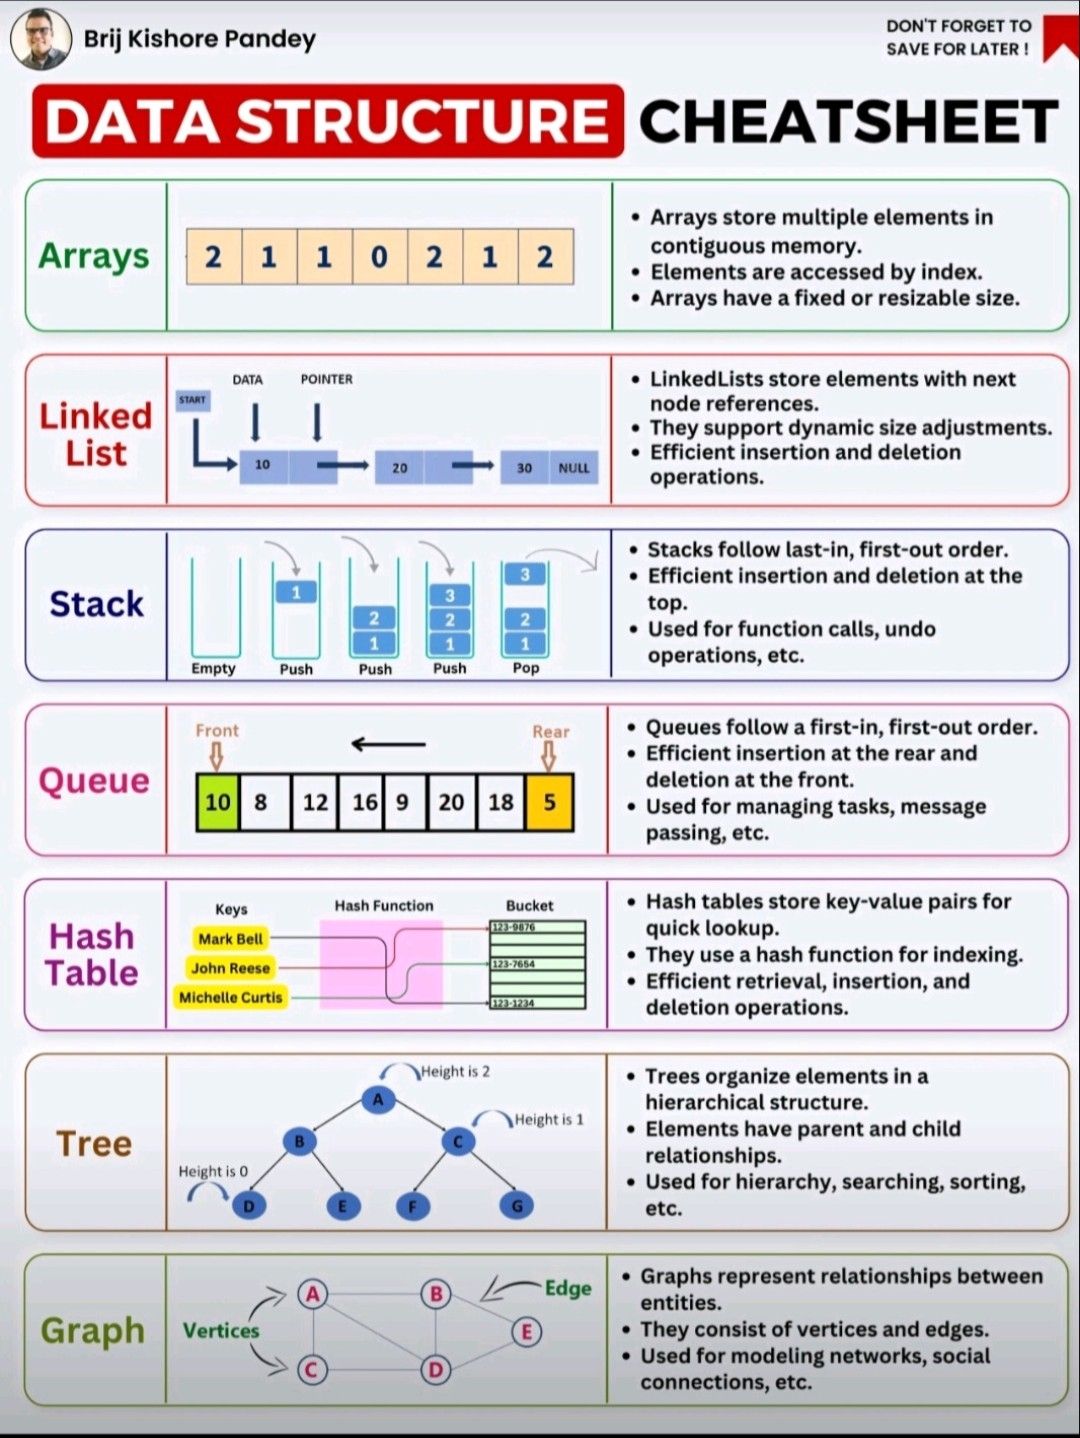 Brij Kishore Pandey
DON'T FORGET TO
SAVE FOR LATER !
DATA STRUCTURE CHEATSHEET
Arrays
2 1 1 0 2 1 2
• Arrays store multiple elements in
contiguous memory.
• Elements are accessed by index.
• Arrays have a fixed or resizable size.
Linked
List
DATA POINTER
START
10 20 30 NULL
• LinkedLists store elements with next
node references.
• They support dynamic size adjustments.
• Efficient insertion and deletion
operations.
Stack
1
2
1
3
2
1
3
2
1
Empty Push Push Push Pop
• Stacks follow last-in, first-out order.
• Efficient insertion and deletion at the
top.
• Used for function calls, undo
operations, etc.
Queue
Front Rear
10 8 12 16 9 20 18 5
• Queues follow a first-in, first-out order.
• Efficient insertion at the rear and
deletion at the front.
• Used for managing tasks, message
passing, etc.
Hash
Table
Keys Hash Function Bucket
Mark Bell
John Reese
Michelle Curtis
123-9876
123-7654
123-1234
• Hash tables store key-value pairs for
quick lookup.
• They use a hash function for indexing.
• Efficient retrieval, insertion, and
deletion operations.
Tree
Height is 2
A
Height is 1
B C
Height is 0
D E F G
• Trees organize elements in a
hierarchical structure.
• Elements have parent and child
relationships.
• Used for hierarchy, searching, sorting,
etc.
Graph
A B Edge
Vertices E
C D
• Graphs represent relationships between
entities.
• They consist of vertices and edges.
• Used for modeling networks, social
connections, etc.